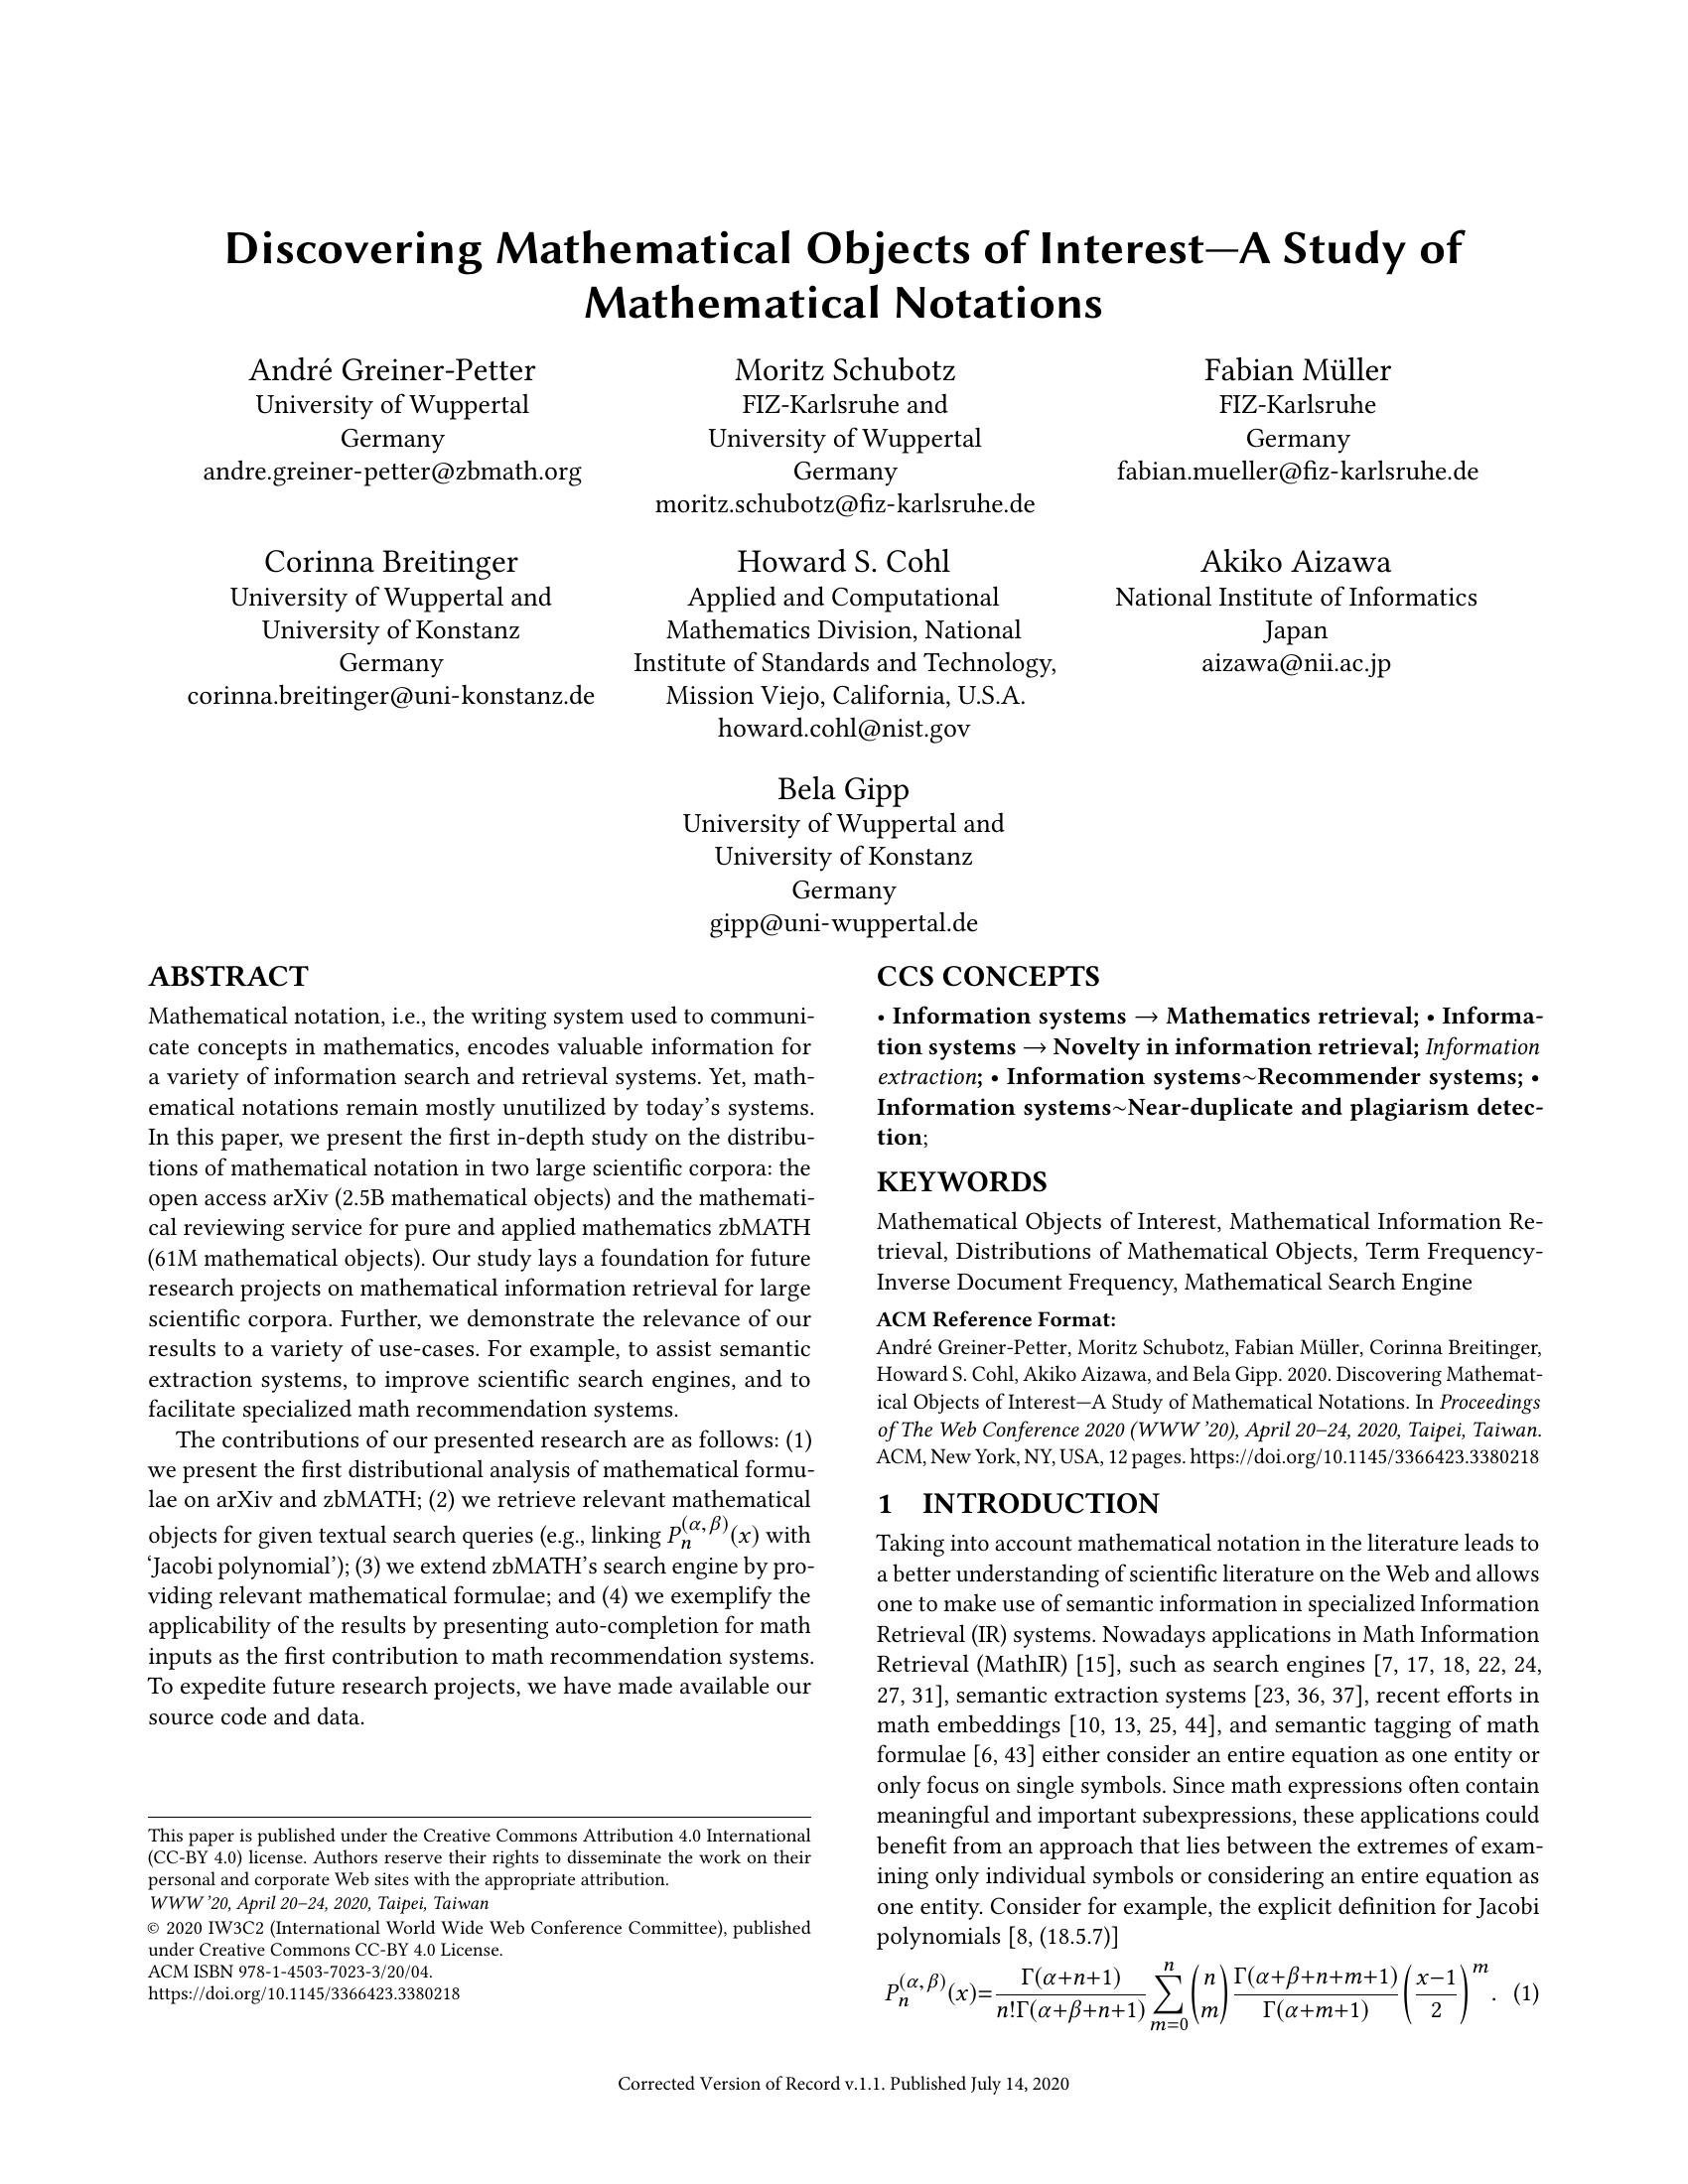 Discovering Mathematical Objects of Interest—A Study of
Mathematical Notations
André Greiner-Petter
University of Wuppertal
Germany
andre.greiner-petter@zbmath.org
Moritz Schubotz
FIZ-Karlsruhe and
University of Wuppertal
Germany
moritz.schubotz@fiz-karlsruhe.de
Fabian Müller
FIZ-Karlsruhe
Germany
fabian.mueller@fiz-karlsruhe.de
Corinna Breitinger
University of Wuppertal and
University of Konstanz
Germany
corinna.breitinger@uni-konstanz.de
Howard S. Cohl
Applied and Computational
Mathematics Division, National
Institute of Standards and Technology,
Mission Viejo, California, U.S.A.
howard.cohl@nist.gov
Akiko Aizawa
National Institute of Informatics
Japan
aizawa@nii.ac.jp
Bela Gipp
University of Wuppertal and
University of Konstanz
Germany
gipp@uni-wuppertal.de
ABSTRACT
Mathematical notation, i.e., the writing system used to communi-
cate concepts in mathematics, encodes valuable information for
a variety of information search and retrieval systems. Yet, math-
ematical notations remain mostly unutilized by today's systems.
In this paper, we present the first in-depth study on the distribu-
tions of mathematical notation in two large scientific corpora: the
open access arXiv (2.5B mathematical objects) and the mathemati-
cal reviewing service for pure and applied mathematics zbMATH
(61M mathematical objects). Our study lays a foundation for future
research projects on mathematical information retrieval for large
scientific corpora. Further, we demonstrate the relevance of our
results to a variety of use-cases. For example, to assist semantic
extraction systems, to improve scientific search engines, and to
facilitate specialized math recommendation systems.
The contributions of our presented research are as follows: (1)
we present the first distributional analysis of mathematical formu-
lae on arXiv and zbMATH; (2) we retrieve relevant mathematical
objects for given textual search queries (e.g., linking P_n^{(α,β)}(x) with
‘Jacobi polynomial’); (3) we extend zbMATH's search engine by pro-
viding relevant mathematical formulae; and (4) we exemplify the
applicability of the results by presenting auto-completion for math
inputs as the first contribution to math recommendation systems.
To expedite future research projects, we have made available our
source code and data.
This paper is published under the Creative Commons Attribution 4.0 International
(CC-BY 4.0) license. Authors reserve their rights to disseminate the work on their
personal and corporate Web sites with the appropriate attribution.
WWW '20, April 20–24, 2020, Taipei, Taiwan
© 2020 IW3C2 (International World Wide Web Conference Committee), published
under Creative Commons CC-BY 4.0 License.
ACM ISBN 978-1-4503-7023-3/20/04.
https://doi.org/10.1145/3366423.3380218
CCS CONCEPTS
• Information systems → Mathematics retrieval; • Informa-
tion systems → Novelty in information retrieval; Information
extraction; • Information systems~Recommender systems; •
Information systems~Near-duplicate and plagiarism detec-
tion;
KEYWORDS
Mathematical Objects of Interest, Mathematical Information Re-
trieval, Distributions of Mathematical Objects, Term Frequency-
Inverse Document Frequency, Mathematical Search Engine
ACM Reference Format:
André Greiner-Petter, Moritz Schubotz, Fabian Müller, Corinna Breitinger,
Howard S. Cohl, Akiko Aizawa, and Bela Gipp. 2020. Discovering Mathemat-
ical Objects of Interest—A Study of Mathematical Notations. In Proceedings
of The Web Conference 2020 (WWW '20), April 20–24, 2020, Taipei, Taiwan.
ACM, New York, NY, USA, 12 pages. https://doi.org/10.1145/3366423.3380218
1 INTRODUCTION
Taking into account mathematical notation in the literature leads to
a better understanding of scientific literature on the Web and allows
one to make use of semantic information in specialized Information
Retrieval (IR) systems. Nowadays applications in Math Information
Retrieval (MathIR) [15], such as search engines [7, 17, 18, 22, 24,
27, 31], semantic extraction systems [23, 36, 37], recent efforts in
math embeddings [10, 13, 25, 44], and semantic tagging of math
formulae [6, 43] either consider an entire equation as one entity or
only focus on single symbols. Since math expressions often contain
meaningful and important subexpressions, these applications could
benefit from an approach that lies between the extremes of exam-
ining only individual symbols or considering an entire equation as
one entity. Consider for example, the explicit definition for Jacobi
polynomials [8, (18.5.7)]
P_n^{(α,β)}(x)=\frac{Γ(α+n+1)}{n!Γ(α+β+n+1)}\sum_{m=0}^{n}\binom{n}{m}\frac{Γ(α+β+n+m+1)}{Γ(α+m+1)}\left(\frac{x−1}{2}\right)^m. (1)
Corrected Version of Record v.1.1. Published July 14, 2020